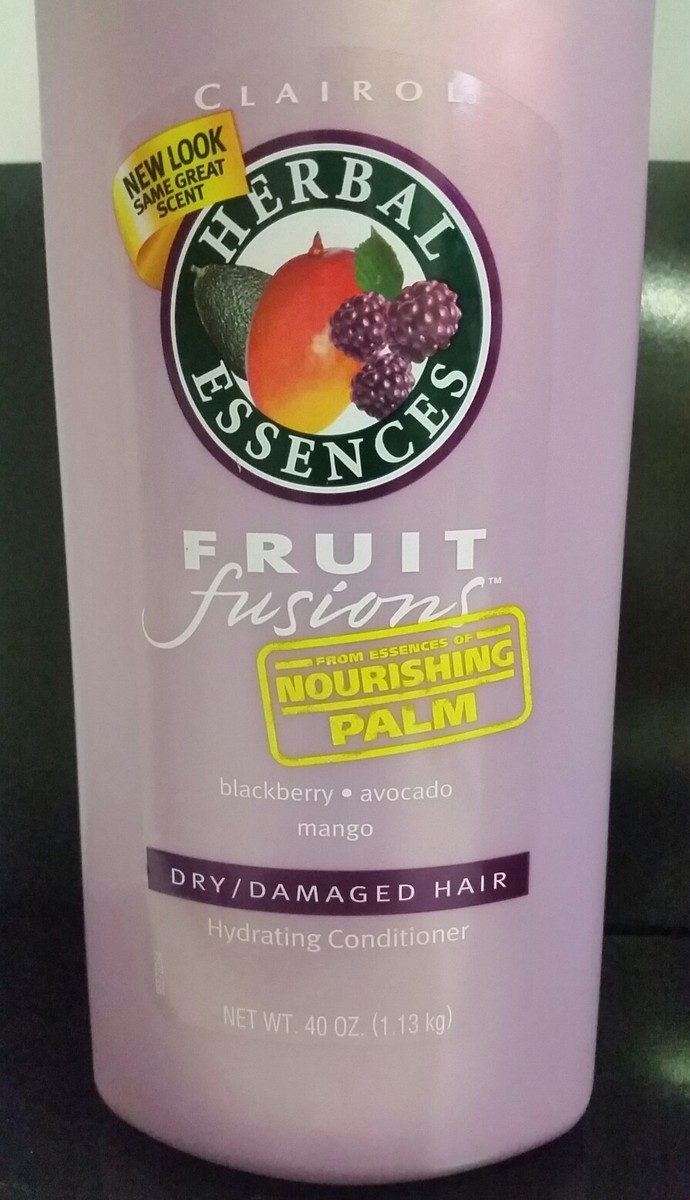 CLAIROL
NEW LOOK
SAME GREAT
SCENT
HERBAL
ESSENCES
FRUIT
fusions™
FROM ESSENCES OF
NOURISHING
PALM
blackberry • avocado
mango
DRY/DAMAGED HAIR
Hydrating Conditioner
NET WT. 40 OZ. (1.13 kg)